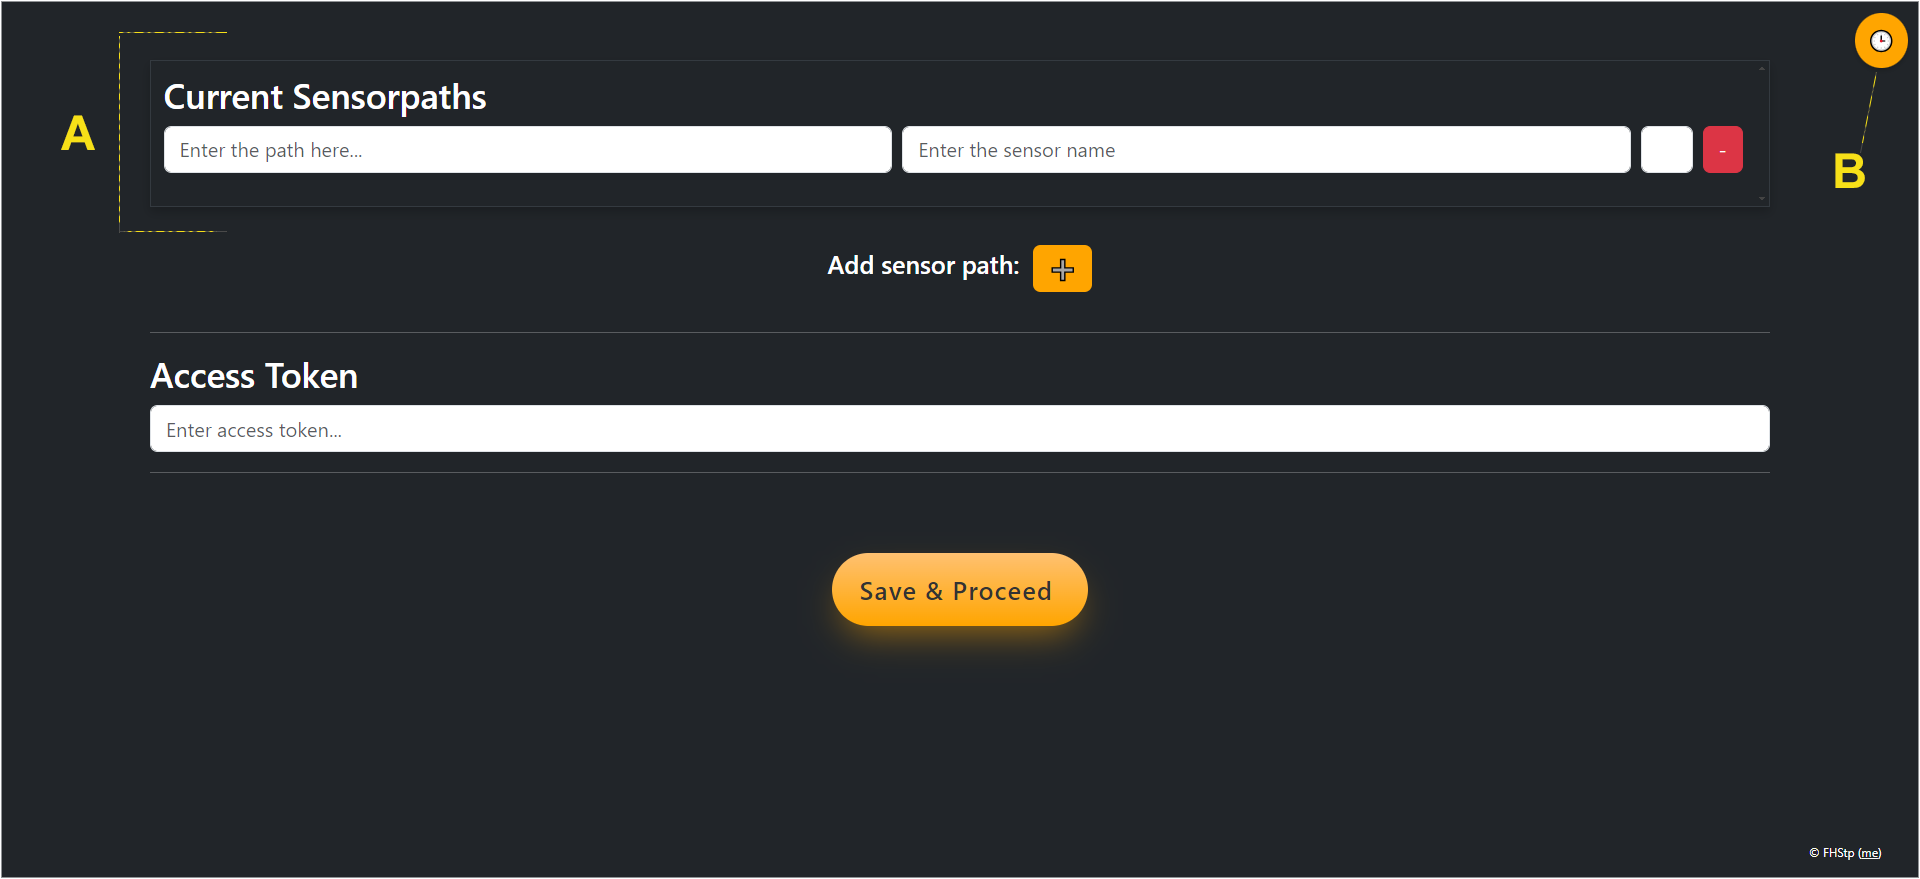 A
Current Sensorpaths
Enter the path here...
Enter the sensor name
-
B
Add sensor path:
Access Token
Enter access token...
Save & Proceed
© FHStp (me)